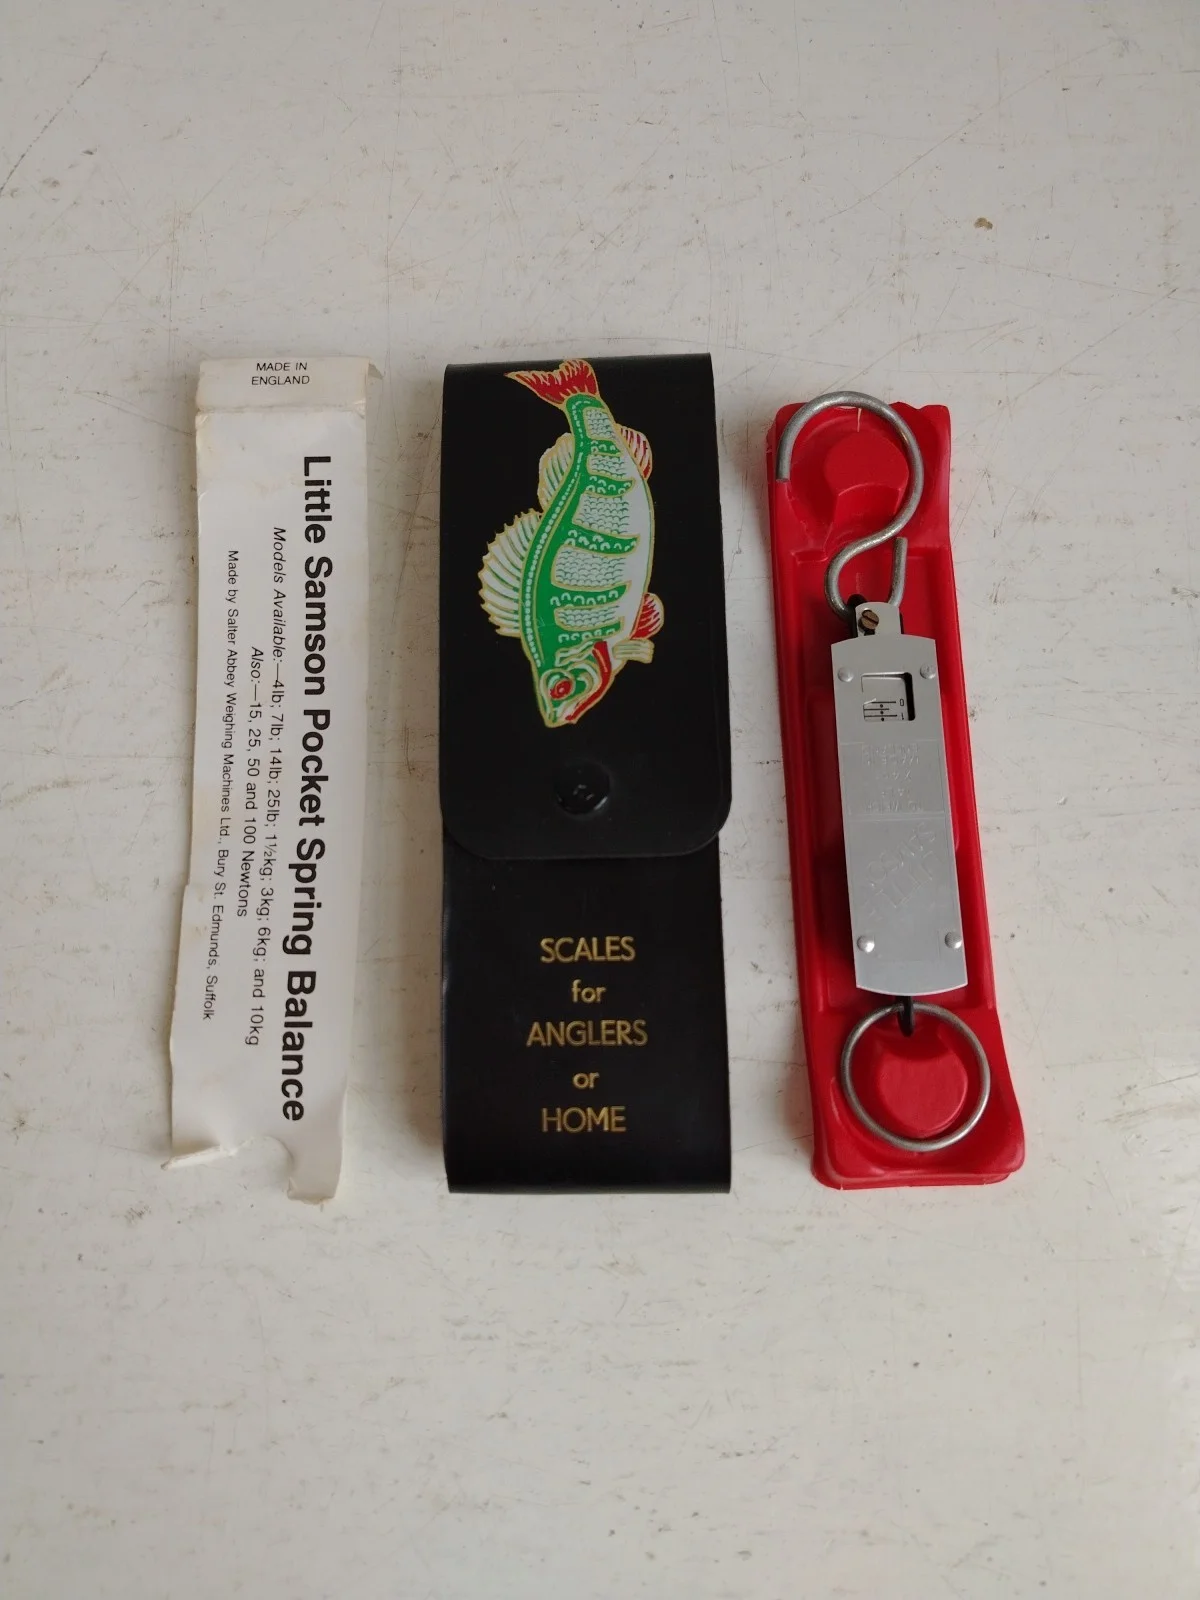 MADE IN
ENGLAND
Little Samson Pocket Spring Balance
Models Available:—4lb; 7lb; 14lb; 25lb; 1½kg; 3kg; 6kg; and 10kg
Also:—15, 25, 50 and 100 Newtons
Made by Salter Abbey Weighing Machines Ltd., Bury St. Edmunds, Suffolk
SCALES
for
ANGLERS
or
HOME